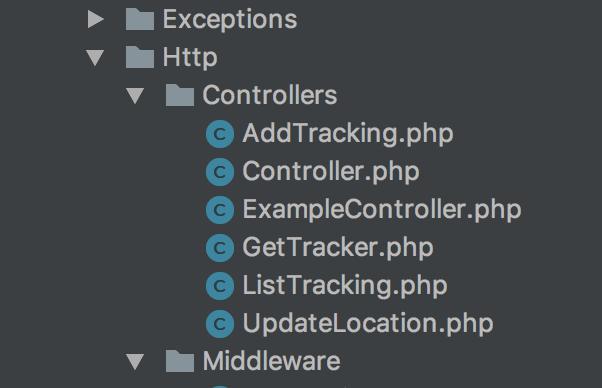 Exceptions
Http
Controllers
C AddTracking.php
C Controller.php
C ExampleController.php
C GetTracker.php
C ListTracking.php
C UpdateLocation.php
Middleware